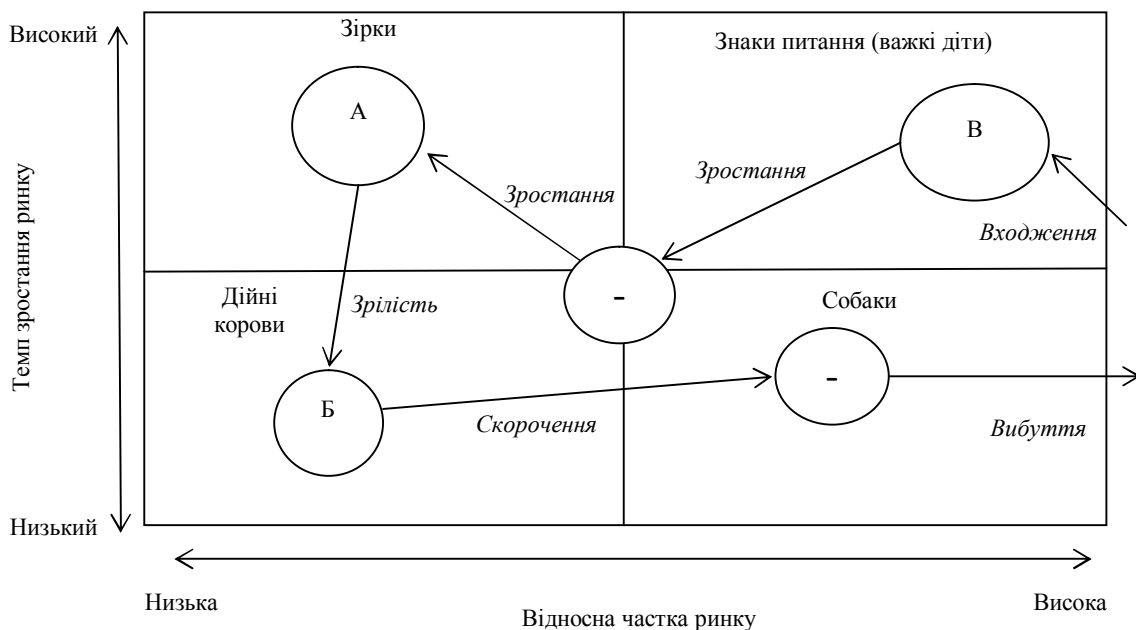 Високий
Зірки
Знаки питання (важкі діти)
А
В
Зростання
Зростання
Входження
Темп зростання ринку
Дійні
корови
Зрілість
-
Собаки
-
Б
Скорочення
Вибуття
Низький
Низька
Відносна частка ринку
Висока